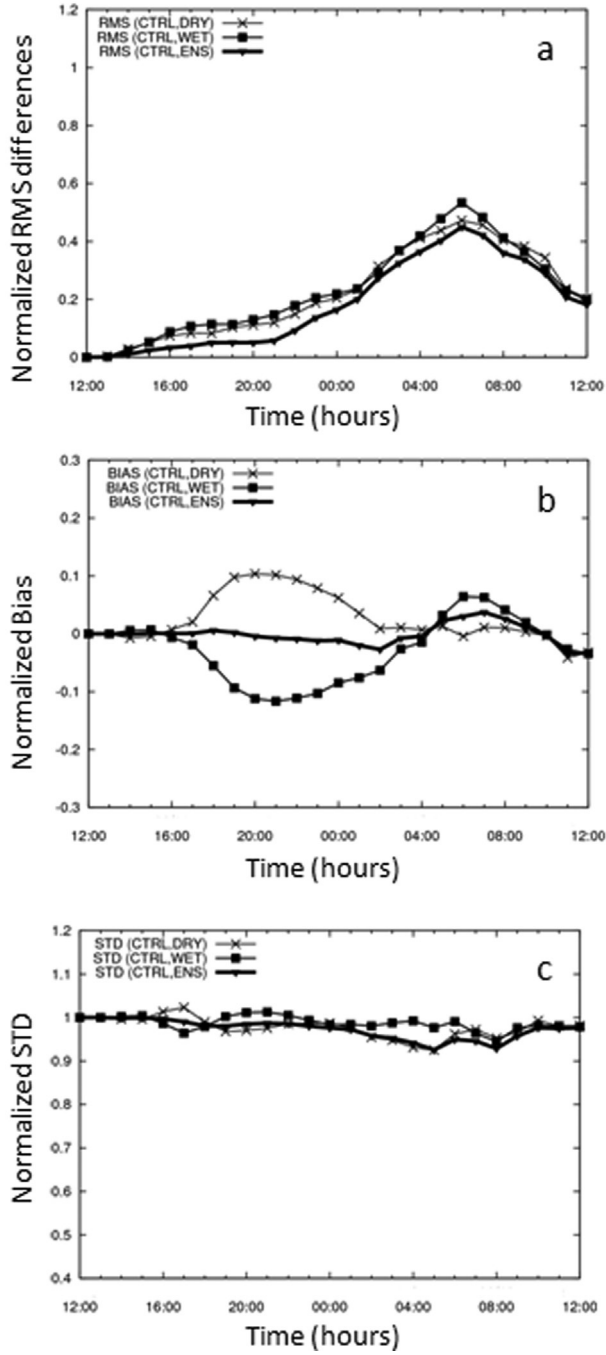 1.2
1
0.8
0.6
0.4
0.2
0
RMS (CTRL,DRY)
RMS (CTRL,WET)
RMS (CTRL,ENS)
a
Normalized RMS differences
12:00 16:00 20:00 00:00 04:00 08:00 12:00
Time (hours)
0.3
0.2
0.1
0
-0.1
-0.2
-0.3
BIAS (CTRL,DRY)
BIAS (CTRL,WET)
BIAS (CTRL,ENS)
b
Normalized Bias
12:00 16:00 20:00 00:00 04:00 08:00 12:00
Time (hours)
1.2
1.1
1
0.9
0.8
0.7
0.6
0.5
0.4
STD (CTRL,DRY)
STD (CTRL,WET)
STD (CTRL,ENS)
c
Normalized STD
12:00 16:00 20:00 00:00 04:00 08:00 12:00
Time (hours)